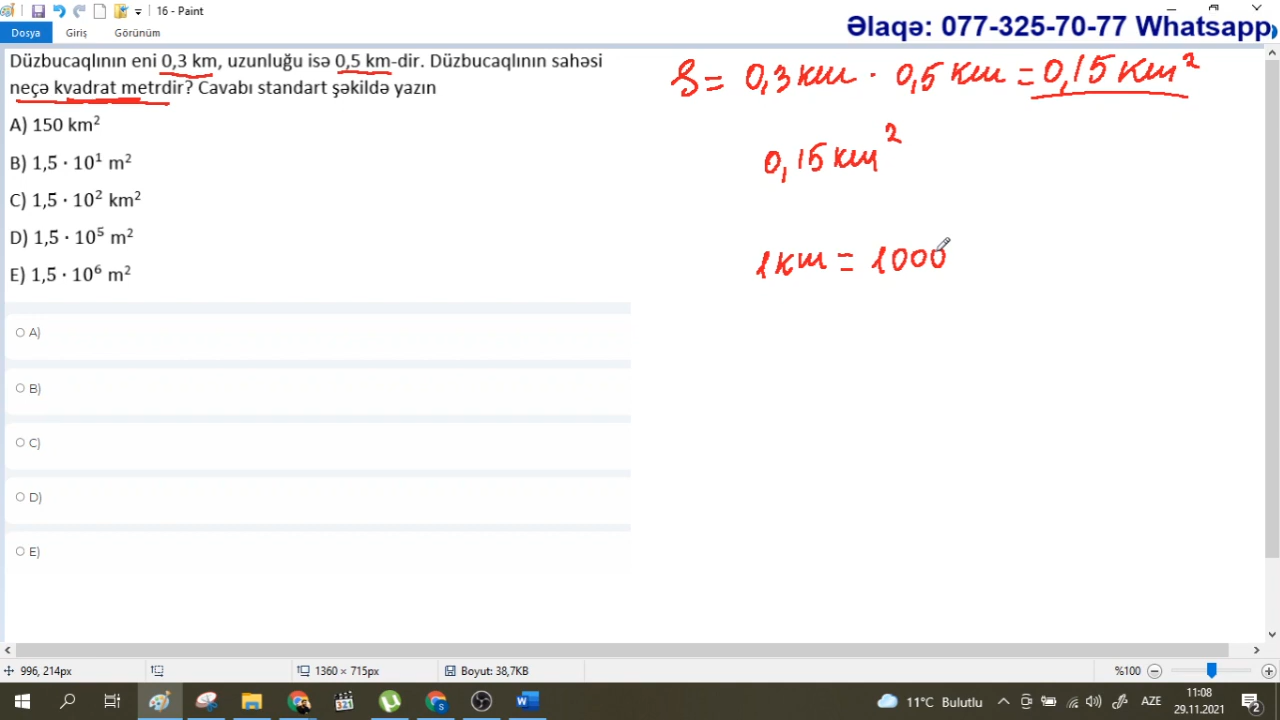 16 - Paint
Əlaqə: 077-325-70-77 Whatsapp
Dosya Giriş Görünüm
Düzbucaqlının eni 0,3 km, uzunluğu isə 0,5 km-dir. Düzbucaqlının sahəsi
neçə kvadrat metrdir? Cavabı standart şəkildə yazın
A) 150 km²
B) 1,5 · 10¹ m²
C) 1,5 · 10² km²
D) 1,5 · 10⁵ m²
E) 1,5 · 10⁶ m²
S = 0,3 km · 0,5 km = 0,15 km²
0,15 km²
1 km = 1000
A)
B)
C)
D)
E)
996, 214px 1360 × 715px Boyut: 38,7KB %100
11°C Bulutlu AZE 11:08
29.11.2021 2